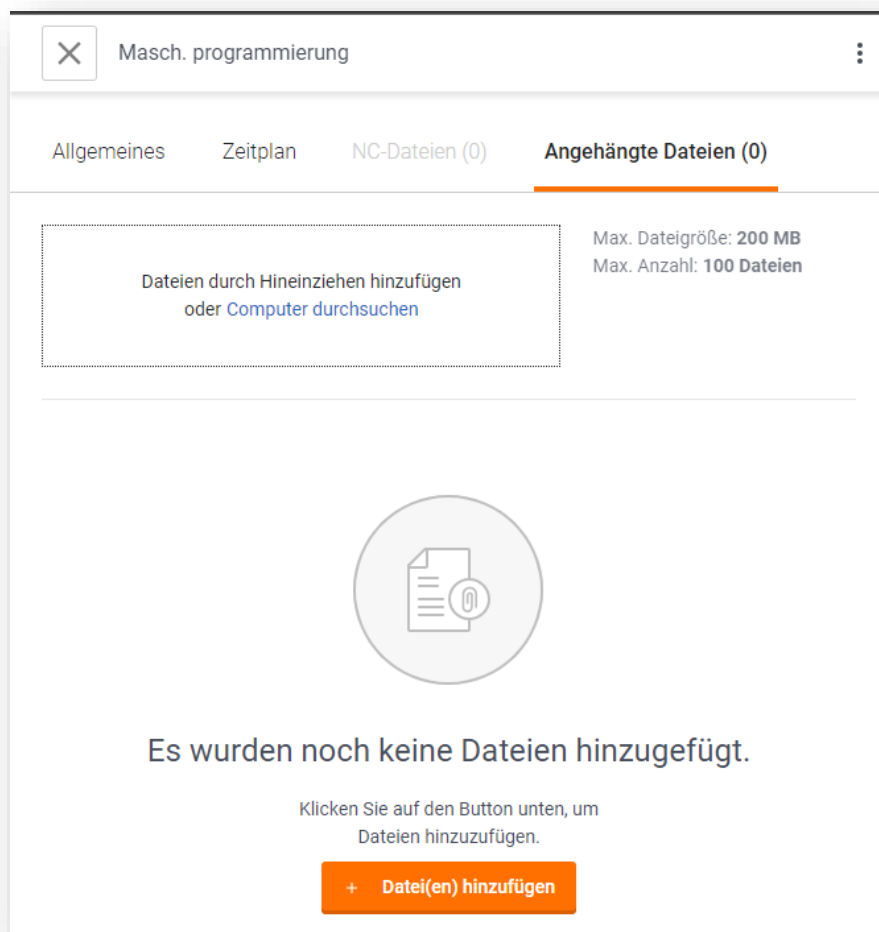 Masch. programmierung
Allgemeines Zeitplan NC-Dateien (0) Angehängte Dateien (0)
Dateien durch Hineinziehen hinzufügen
oder Computer durchsuchen
Max. Dateigröße: 200 MB
Max. Anzahl: 100 Dateien
Es wurden noch keine Dateien hinzugefügt.
Klicken Sie auf den Button unten, um
Dateien hinzuzufügen.
+ Datei(en) hinzufügen